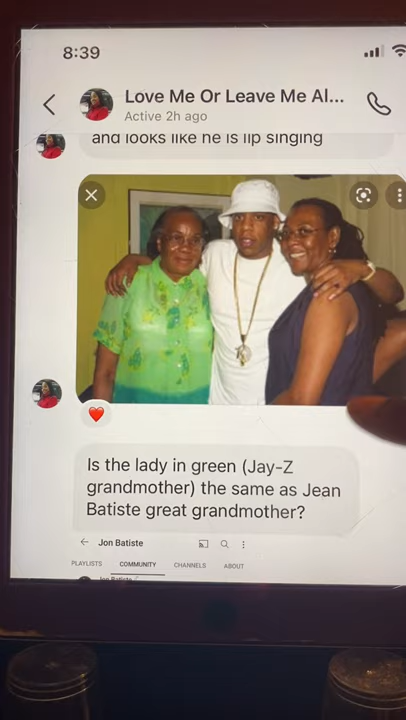 8:39
Love Me Or Leave Me Al...
Active 2h ago
and looks like he is lip singing
Is the lady in green (Jay-Z
grandmother) the same as Jean
Batiste great grandmother?
Jon Batiste
PLAYLISTS COMMUNITY CHANNELS ABOUT
Jon Batiste